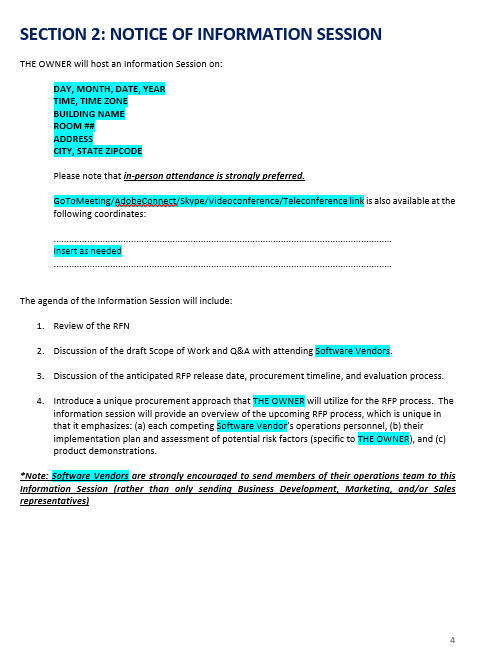 SECTION 2: NOTICE OF INFORMATION SESSION
THE OWNER will host an Information Session on:
DAY, MONTH, DATE, YEAR
TIME, TIME ZONE
BUILDING NAME
ROOM ##
ADDRESS
CITY, STATE ZIPCODE
Please note that in-person attendance is strongly preferred.
GoToMeeting/AdobeConnect/Skype/Videoconference/Teleconference link is also available at the
following coordinates:
Insert as needed
The agenda of the Information Session will include:
1. Review of the RFN
2. Discussion of the draft Scope of Work and Q&A with attending Software Vendors.
3. Discussion of the anticipated RFP release date, procurement timeline, and evaluation process.
4. Introduce a unique procurement approach that THE OWNER will utilize for the RFP process. The
information session will provide an overview of the upcoming RFP process, which is unique in
that it emphasizes: (a) each competing Software Vendor's operations personnel, (b) their
implementation plan and assessment of potential risk factors (specific to THE OWNER), and (c)
product demonstrations.
*Note: Software Vendors are strongly encouraged to send members of their operations team to this
Information Session (rather than only sending Business Development, Marketing, and/or Sales
representatives)
4